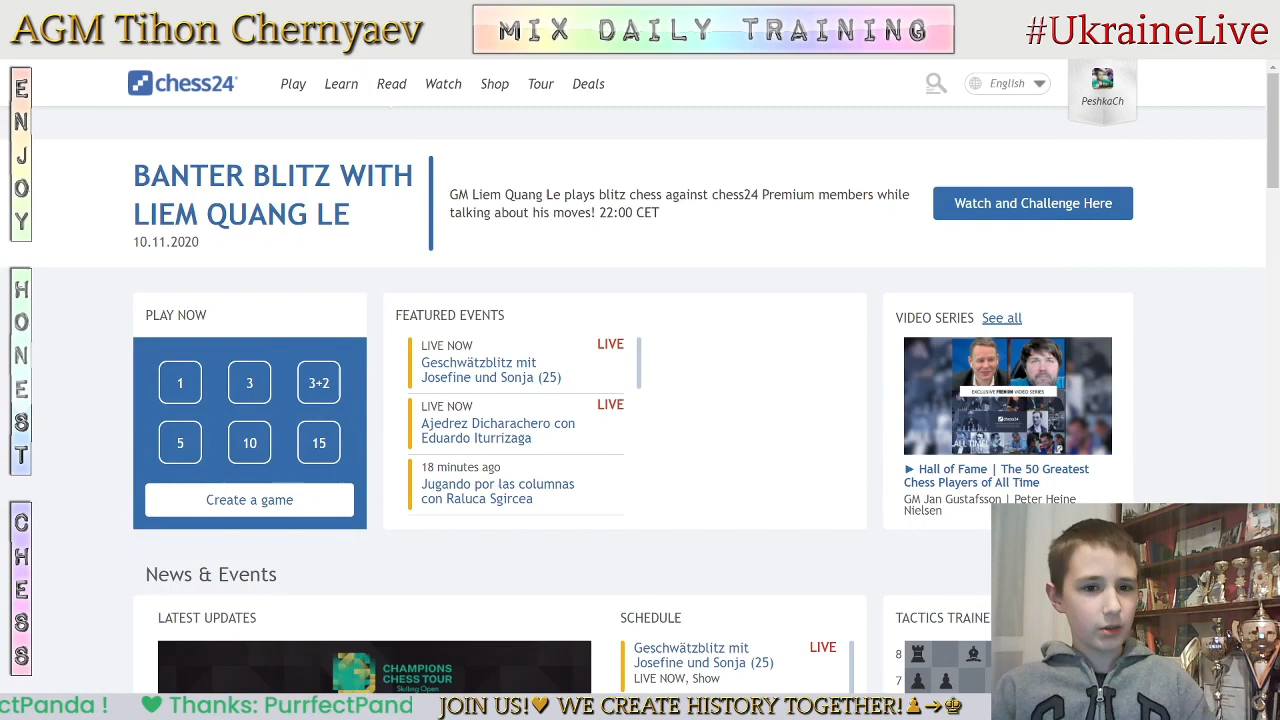 AGM Tihon Chernyaev
MIX DAILY TRAINING
#UkraineLive
ENJOY
HONEST
CHESS
chess24
Play Learn Read Watch Shop Tour Deals
English
PeshkaCh
BANTER BLITZ WITH
LIEM QUANG LE
10.11.2020
GM Liem Quang Le plays blitz chess against chess24 Premium members while
talking about his moves! 22:00 CET
Watch and Challenge Here
PLAY NOW
1 3 3+2
5 10 15
Create a game
FEATURED EVENTS
LIVE NOW LIVE
Geschwätzblitz mit
Josefine und Sonja (25)
LIVE NOW LIVE
Ajedrez Dicharachero con
Eduardo Iturrizaga
18 minutes ago
Jugando por las columnas
con Raluca Sgircea
VIDEO SERIES See all
EXCLUSIVE PREMIUM VIDEO SERIES
Hall of Fame | The 50 Greatest
Chess Players of All Time
GM Jan Gustafsson | Peter Heine
Nielsen
News & Events
LATEST UPDATES
CHAMPIONS
CHESS TOUR
Skilling Open
SCHEDULE
Geschwätzblitz mit LIVE
Josefine und Sonja (25)
LIVE NOW, Show
TACTICS TRAINE
8
7
ctPanda ! 💚 Thanks: PurrfectPand
JOIN US!🧡 WE CREATE HISTORY TOGETHER!♟→♚